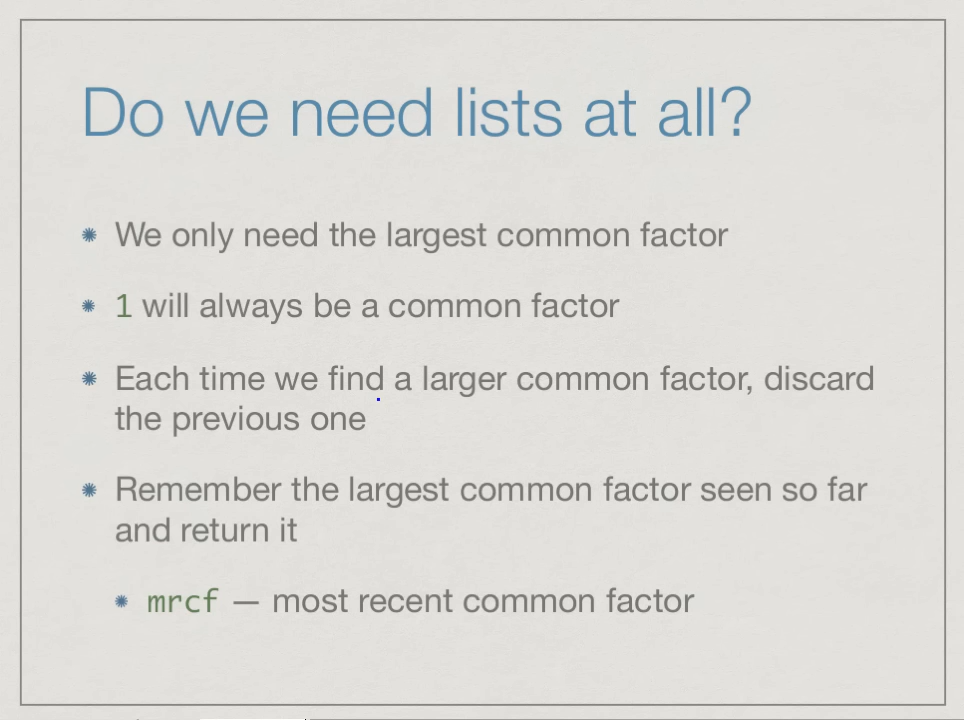 Do we need lists at all?
We only need the largest common factor
1 will always be a common factor
Each time we find a larger common factor, discard
the previous one
Remember the largest common factor seen so far
and return it
mrcf — most recent common factor